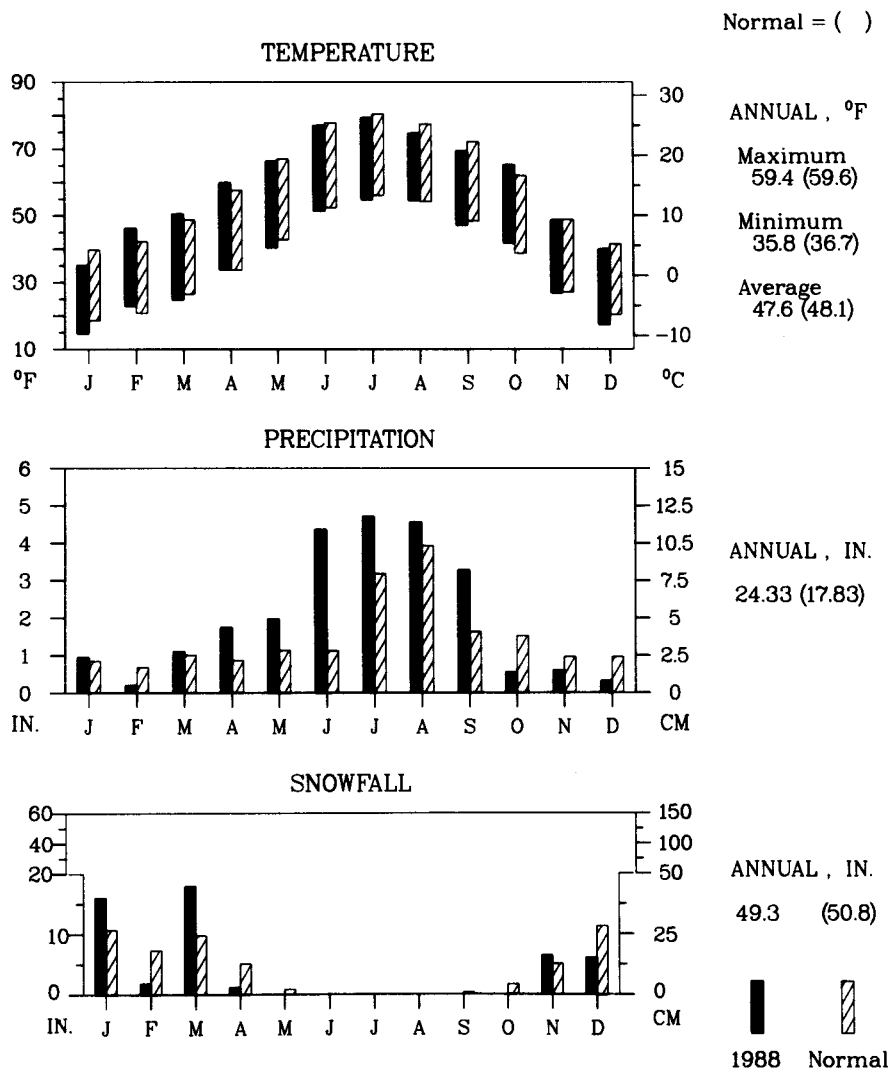 Normal = ( )
TEMPERATURE
90
70
50
30
10
30
20
10
0
-10
°F J F M A M J J A S O N D °C
ANNUAL , °F
Maximum
59.4 (59.6)
Minimum
35.8 (36.7)
Average
47.6 (48.1)
PRECIPITATION
6
5
4
3
2
1
0
15
12.5
10.5
7.5
5
2.5
0
IN. J F M A M J J A S O N D CM
ANNUAL , IN.
24.33 (17.83)
SNOWFALL
60
40
20
10
0
150
100
50
25
0
IN. J F M A M J J A S O N D CM
ANNUAL , IN.
49.3 (50.8)
1988 Normal